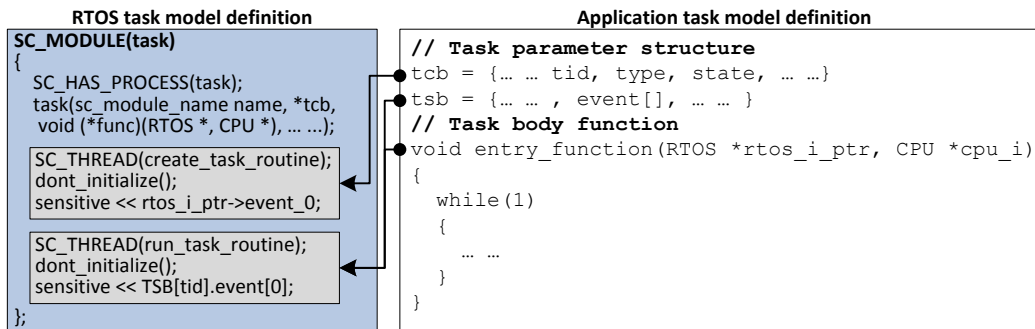 RTOS task model definition
SC_MODULE(task)
{
SC_HAS_PROCESS(task);
task(sc_module_name name, *tcb,
void (*func)(RTOS *, CPU *), ... ...);
SC_THREAD(create_task_routine);
dont_initialize();
sensitive << rtos_i_ptr->event_0;
SC_THREAD(run_task_routine);
dont_initialize();
sensitive << TSB[tid].event[0];
};
Application task model definition
// Task parameter structure
tcb = {… … tid, type, state, … …}
tsb = {… … , event[], … … }
// Task body function
void entry_function(RTOS *rtos_i_ptr, CPU *cpu_i)
{
while(1)
{
… …
}
}